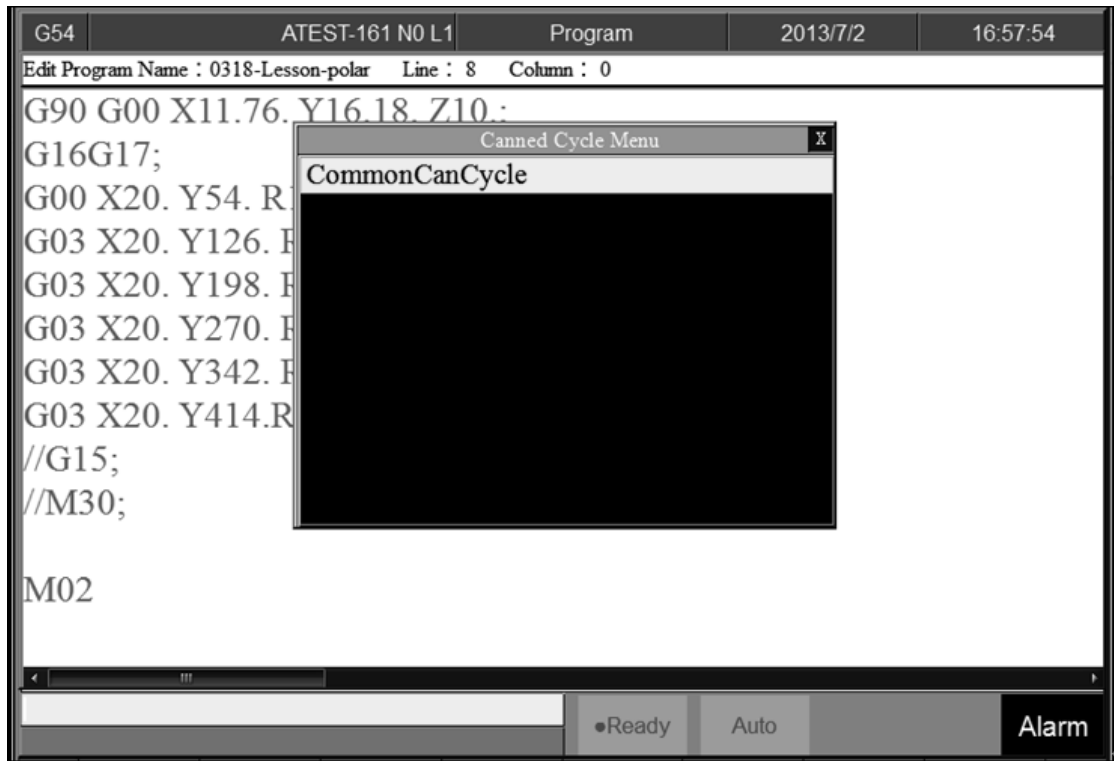 G54 ATEST-161 N0 L1 Program 2013/7/2 16:57:54
Edit Program Name : 0318-Lesson-polar Line : 8 Column : 0
G90 G00 X11.76. Y16.18. Z10.;
Canned Cycle Menu X
G16G17;
CommonCanCycle
G00 X20. Y54.
G03 X20. Y126.
G03 X20. Y198.
G03 X20. Y270.
G03 X20. Y342.
G03 X20. Y414.R
//G15;
//M30;
M02
●Ready Auto Alarm